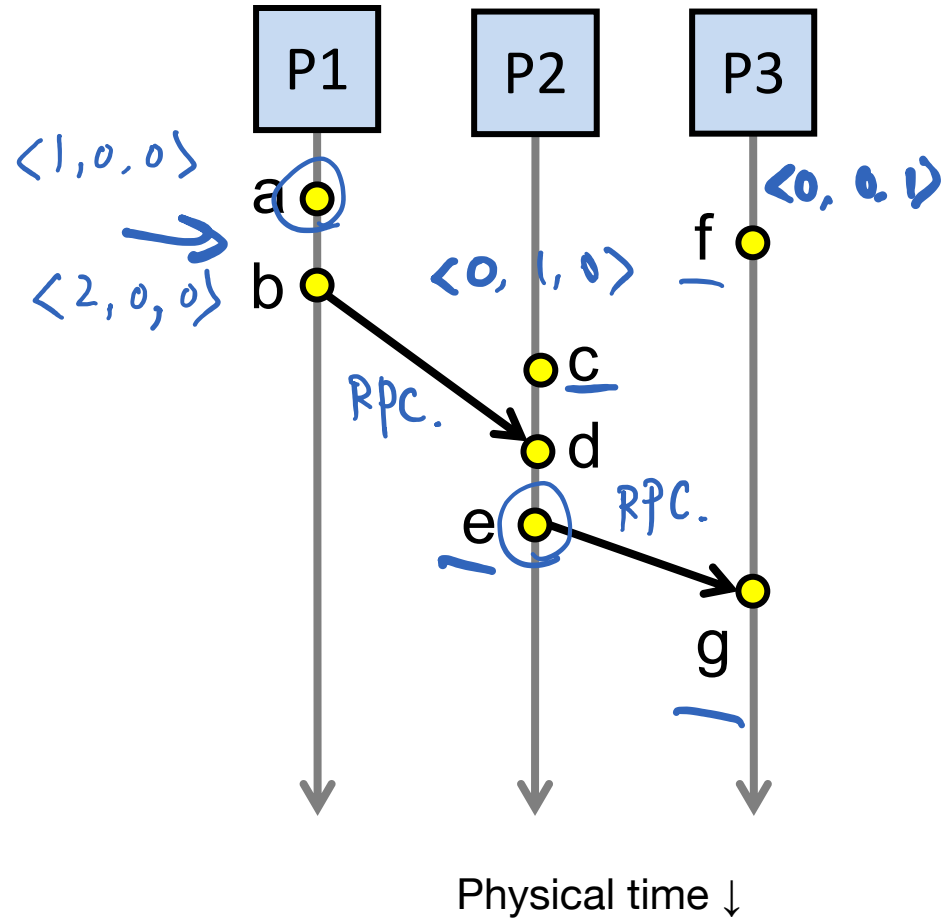 P1 P2 P3
<1,0,0>
a
<0, 0,1>
f
<2,0,0>
b
<0, 1,0>
c
RPC.
d
e
RPC.
g
Physical time ↓